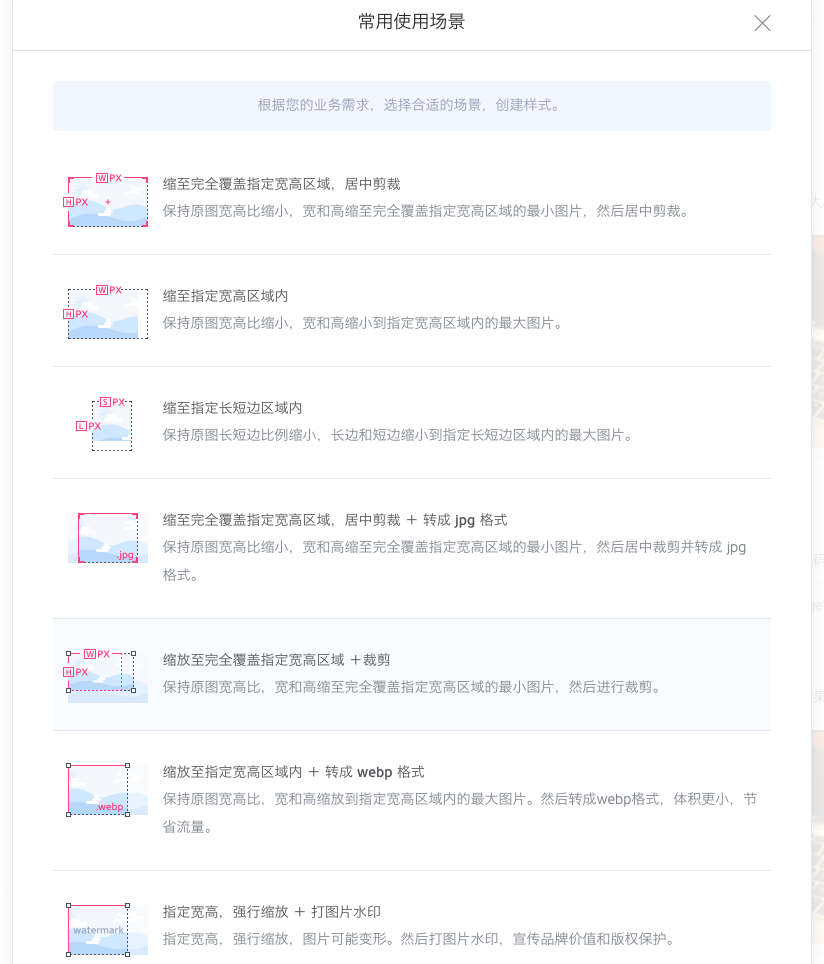 常用使用场景
根据您的业务需求，选择合适的场景，创建样式。
W PX
H PX
缩至完全覆盖指定宽高区域，居中剪裁
保持原图宽高比缩小，宽和高缩至完全覆盖指定宽高区域的最小图片，然后居中剪裁。
W PX
H PX
缩至指定宽高区域内
保持原图宽高比缩小，宽和高缩小到指定宽高区域内的最大图片。
S PX
L PX
缩至指定长短边区域内
保持原图长短边比例缩小，长边和短边缩小到指定长短边区域内的最大图片。
.jpg
缩至完全覆盖指定宽高区域，居中剪裁 + 转成 jpg 格式
保持原图宽高比缩小，宽和高缩至完全覆盖指定宽高区域的最小图片，然后居中裁剪并转成 jpg
格式。
W PX
H PX
缩放至完全覆盖指定宽高区域 +裁剪
保持原图宽高比，宽和高缩至完全覆盖指定宽高区域的最小图片，然后进行裁剪。
.webp
缩放至指定宽高区域内 + 转成 webp 格式
保持原图宽高比，宽和高缩放到指定宽高区域内的最大图片。然后转成webp格式，体积更小，节
省流量。
watermark
指定宽高，强行缩放 + 打图片水印
指定宽高，强行缩放，图片可能变形。然后打图片水印，宣传品牌价值和版权保护。